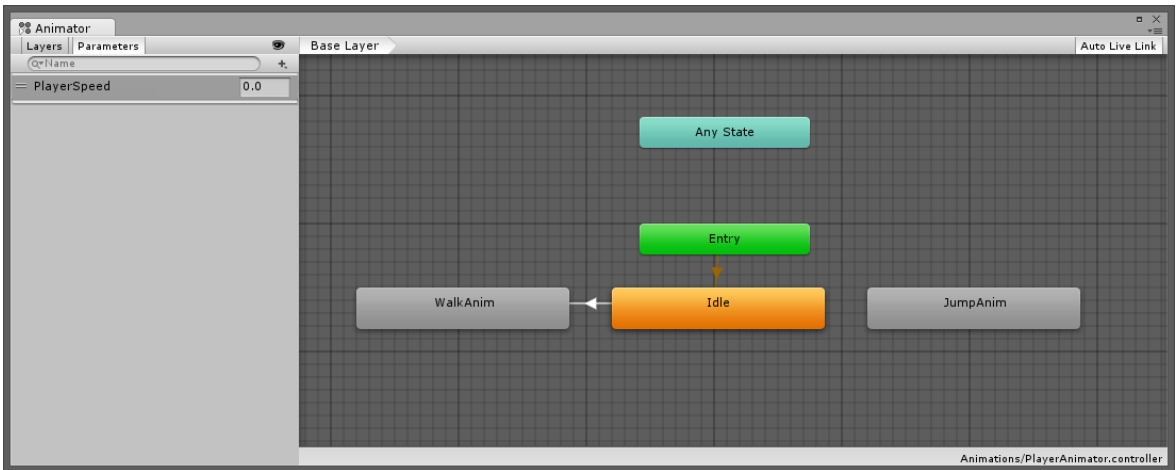 Animator
Layers Parameters
Name
PlayerSpeed 0.0
Base Layer
Auto Live Link
Any State
Entry
WalkAnim
Idle
JumpAnim
Animations/PlayerAnimator.controller